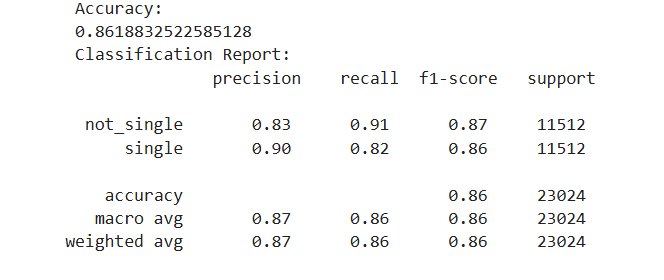 Accuracy:
0.8618832522585128
Classification Report:
precision recall f1-score support
not_single 0.83 0.91 0.87 11512
single 0.90 0.82 0.86 11512
accuracy 0.86 23024
macro avg 0.87 0.86 0.86 23024
weighted avg 0.87 0.86 0.86 23024